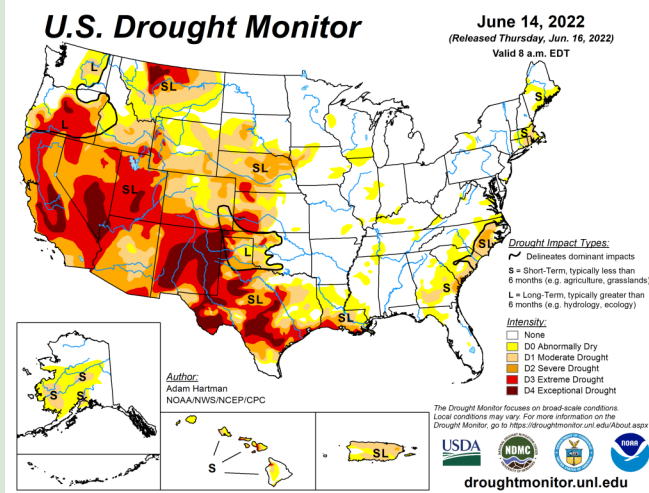 U.S. Drought Monitor
June 14, 2022
(Released Thursday, Jun. 16, 2022)
Valid 8 a.m. EDT
L
SL
L
SL
SL
L
SL
SL
S
S
SL
S
Drought Impact Types:
Delineates dominant impacts
S = Short-Term, typically less than
6 months (e.g. agriculture, grasslands)
L = Long-Term, typically greater than
6 months (e.g. hydrology, ecology)
Intensity:
None
D0 Abnormally Dry
D1 Moderate Drought
D2 Severe Drought
D3 Extreme Drought
D4 Exceptional Drought
S
S
S
Author:
Adam Hartman
NOAA/NWS/NCEP/CPC
S
SL
The Drought Monitor focuses on broad-scale conditions.
Local conditions may vary. For more information on the
Drought Monitor, go to https://droughtmonitor.unl.edu/About.aspx
USDA
NDMC
NOAA
droughtmonitor.unl.edu